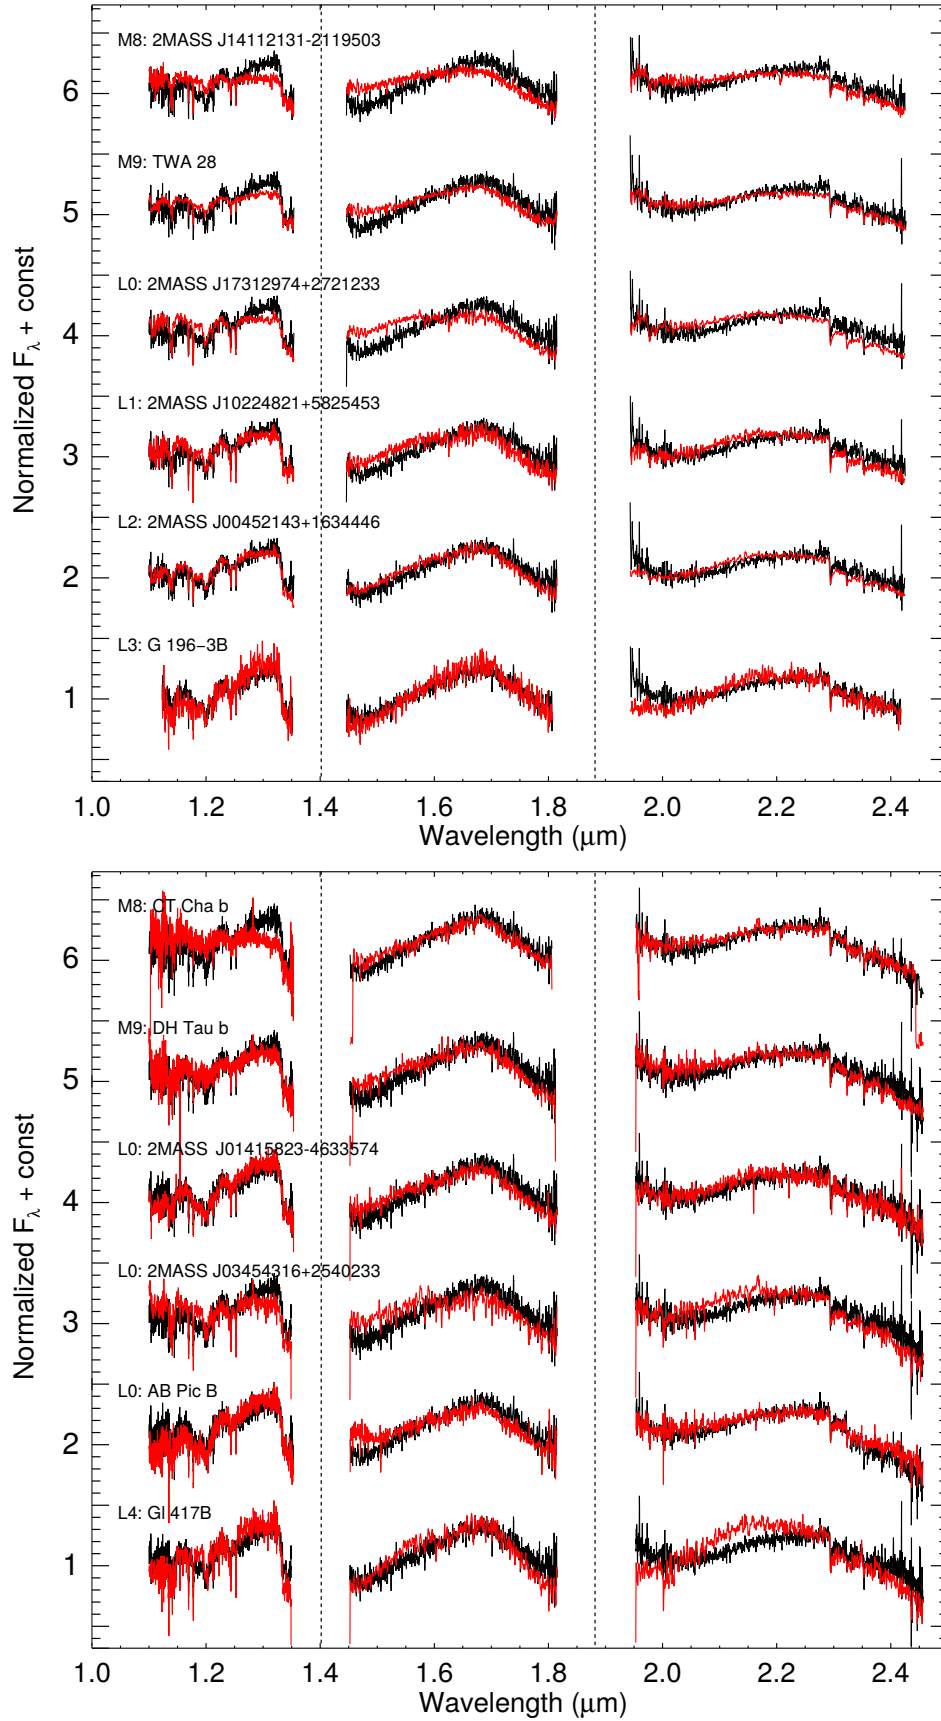 M8: 2MASS J14112131-2119503
6
M9: TWA 28
5
L0: 2MASS J17312974+2721233
4
L1: 2MASS J10224821+5825453
3
L2: 2MASS J00452143+1634446
2
L3: G 196−3B
1
Normalized Fλ + const
1.0 1.2 1.4 1.6 1.8 2.0 2.2 2.4
Wavelength (μm)
M8: CT Cha b
6
M9: DH Tau b
5
L0: 2MASS J01415823-4633574
4
L0: 2MASS J03454316+2540233
3
L0: AB Pic B
2
L4: Gl 417B
1
Normalized Fλ + const
1.0 1.2 1.4 1.6 1.8 2.0 2.2 2.4
Wavelength (μm)